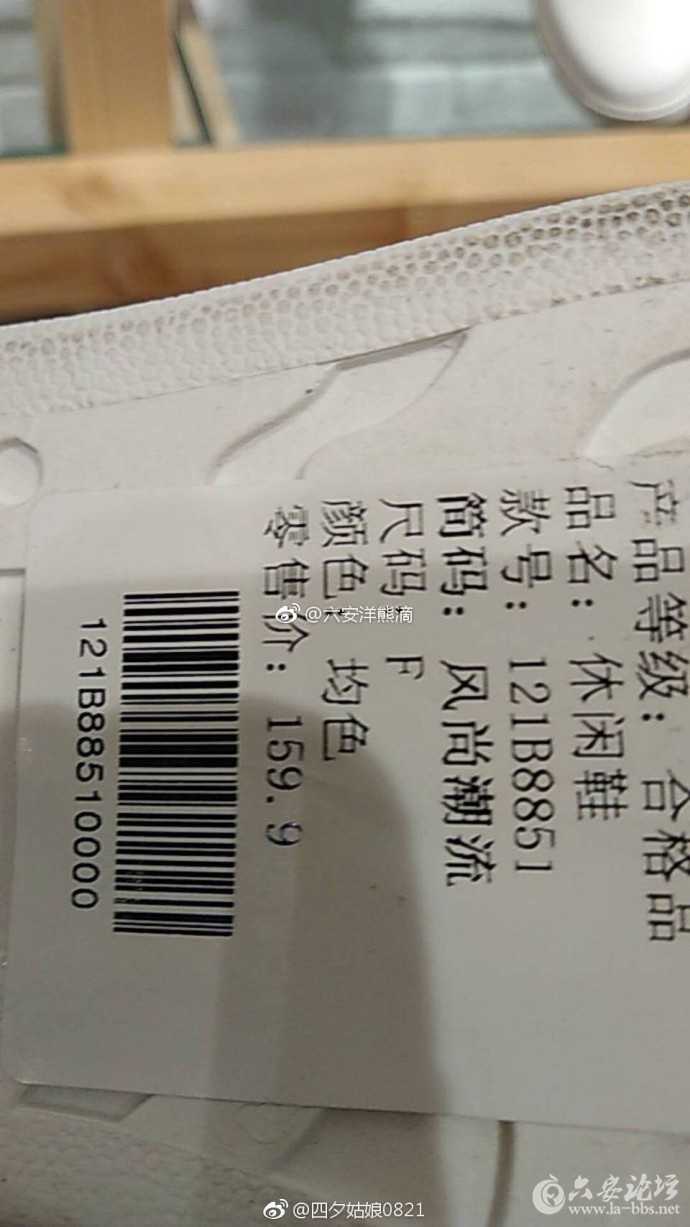 产品等级: 合格品
品名: 休闲鞋
款号: 121B8851
简码: 风尚潮流
尺码: F
颜色: 均色
零售价: 159.9
121B88510000
@六安洋熊滴
@四夕姑娘0821
六安论坛
www.la-bbs.net